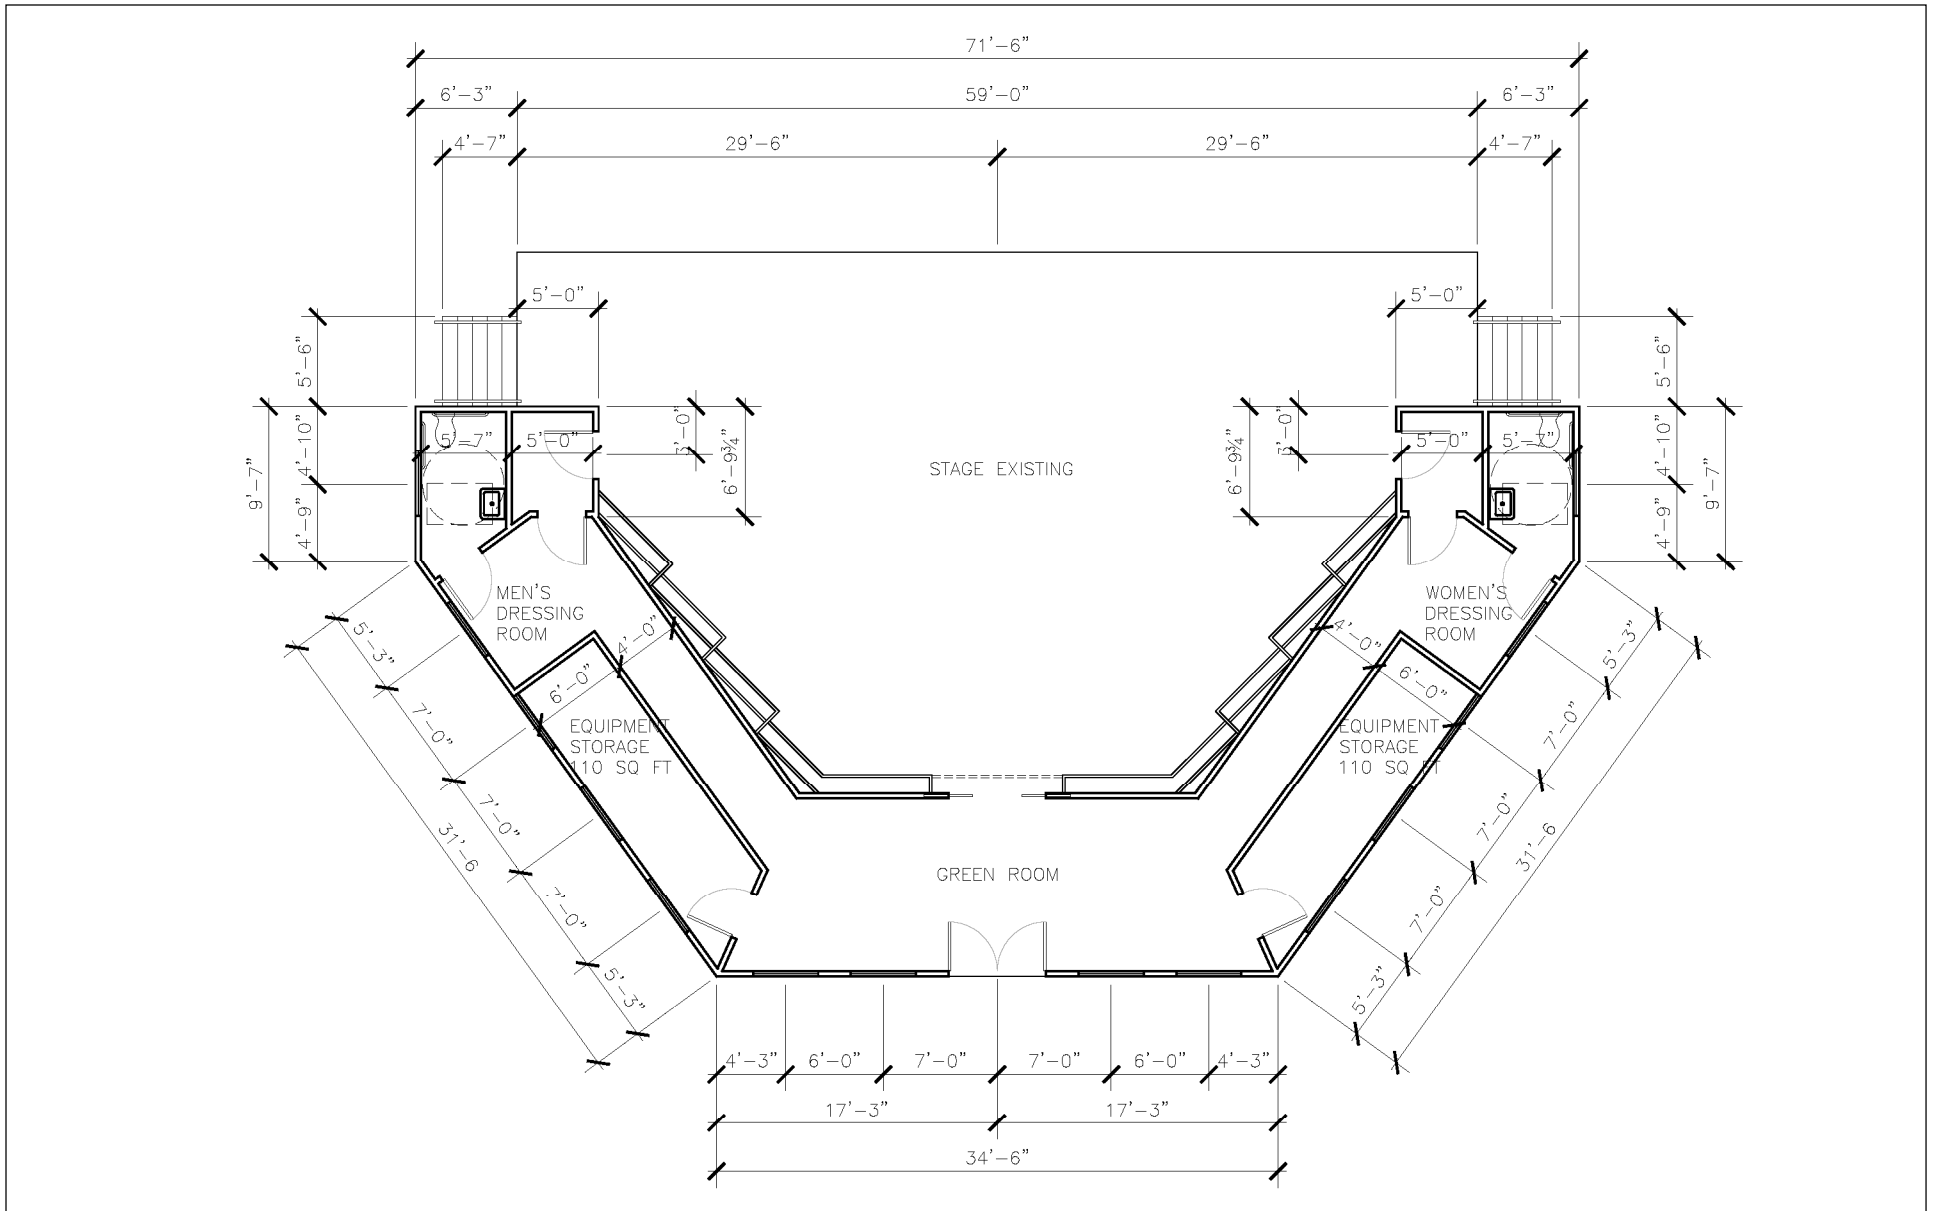 71'-6"
6'-3" 59'-0" 6'-3"
4'-7" 29'-6" 29'-6" 4'-7"
5'-0" 5'-0"
5'-6" 5'-6"
9'-7" 4'-10" 5'-7" 5'-0" 3'-0" 6'-9¾" 6'-9¾" 3'-0" 5'-0" 5'-7" 4'-10" 9'-7"
STAGE EXISTING
4'-9" 4'-9"
MEN'S
DRESSING
ROOM
WOMEN'S
DRESSING
ROOM
5'-3" 4'-0" 4'-0" 5'-3"
6'-0" 6'-0"
7'-0" 7'-0"
EQUIPMENT
STORAGE
110 SQ FT
EQUIPMENT
STORAGE
110 SQ FT
7'-0" 7'-0"
31'-6 31'-6
GREEN ROOM
7'-0" 7'-0"
5'-3" 5'-3"
4'-3" 6'-0" 7'-0" 7'-0" 6'-0" 4'-3"
17'-3" 17'-3"
34'-6"